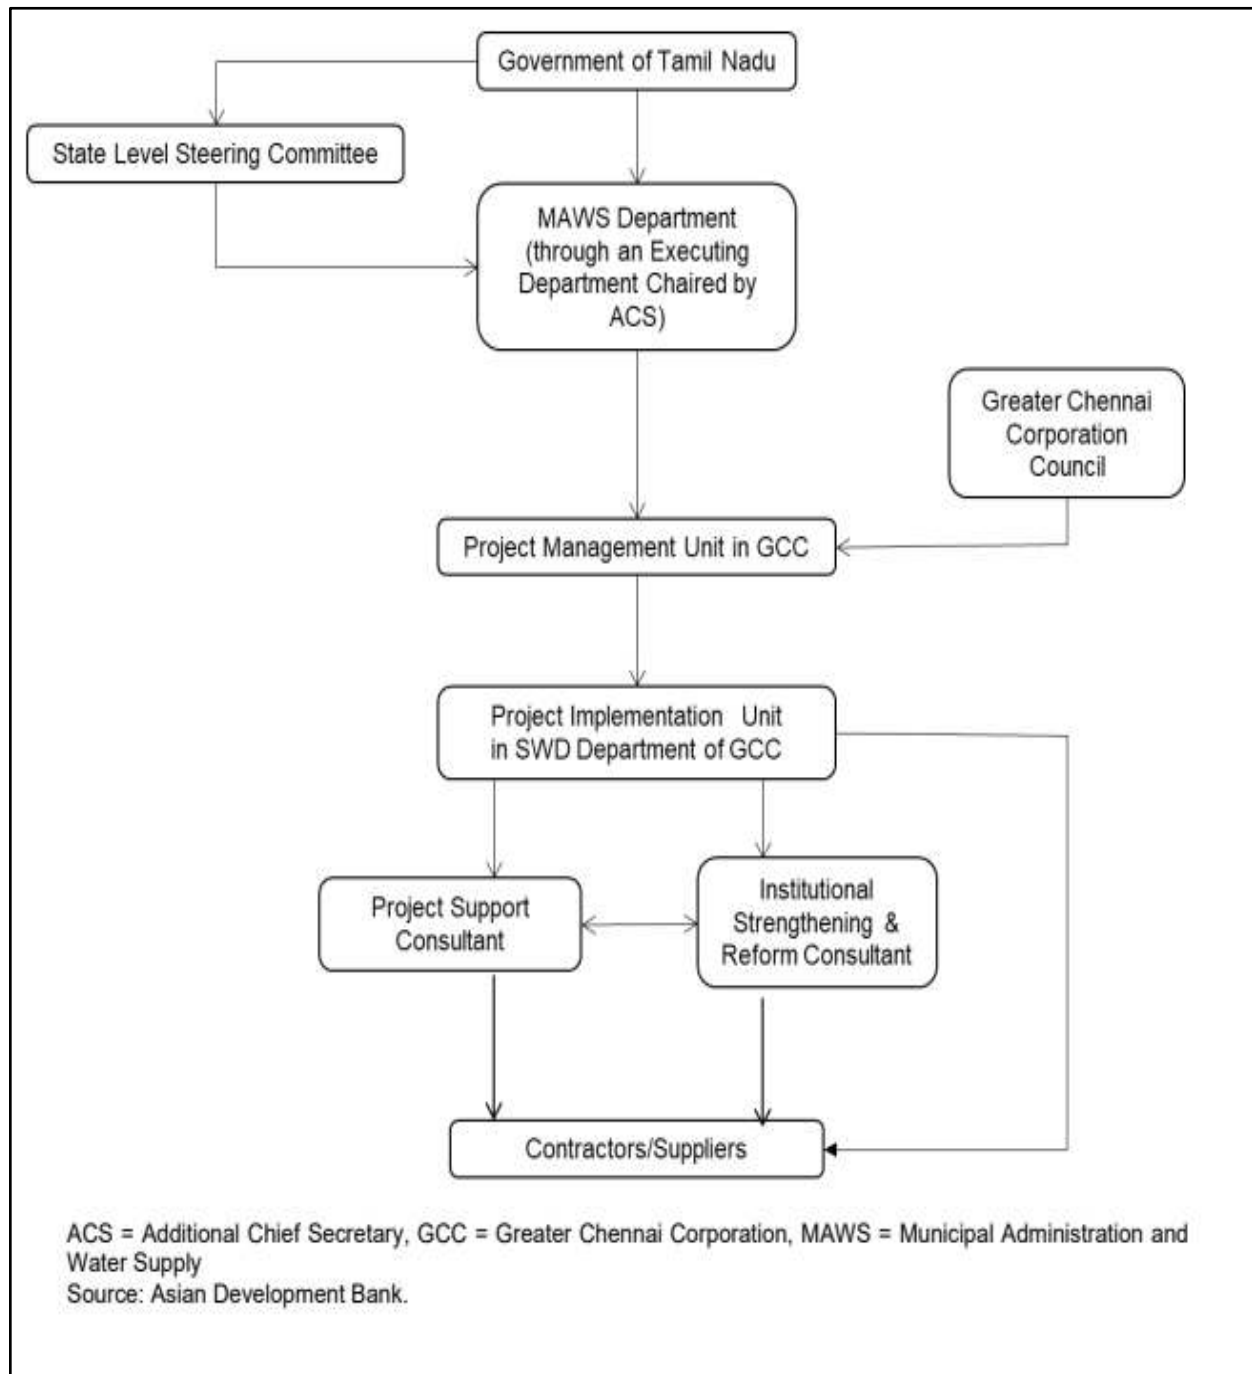 Government of Tamil Nadu
State Level Steering Committee
MAWS Department
(through an Executing
Department Chaired by
ACS)
Greater Chennai
Corporation
Council
Project Management Unit in GCC
Project Implementation Unit
in SWD Department of GCC
Project Support
Consultant
Institutional
Strengthening &
Reform Consultant
Contractors/Suppliers
ACS = Additional Chief Secretary, GCC = Greater Chennai Corporation, MAWS = Municipal Administration and
Water Supply
Source: Asian Development Bank.